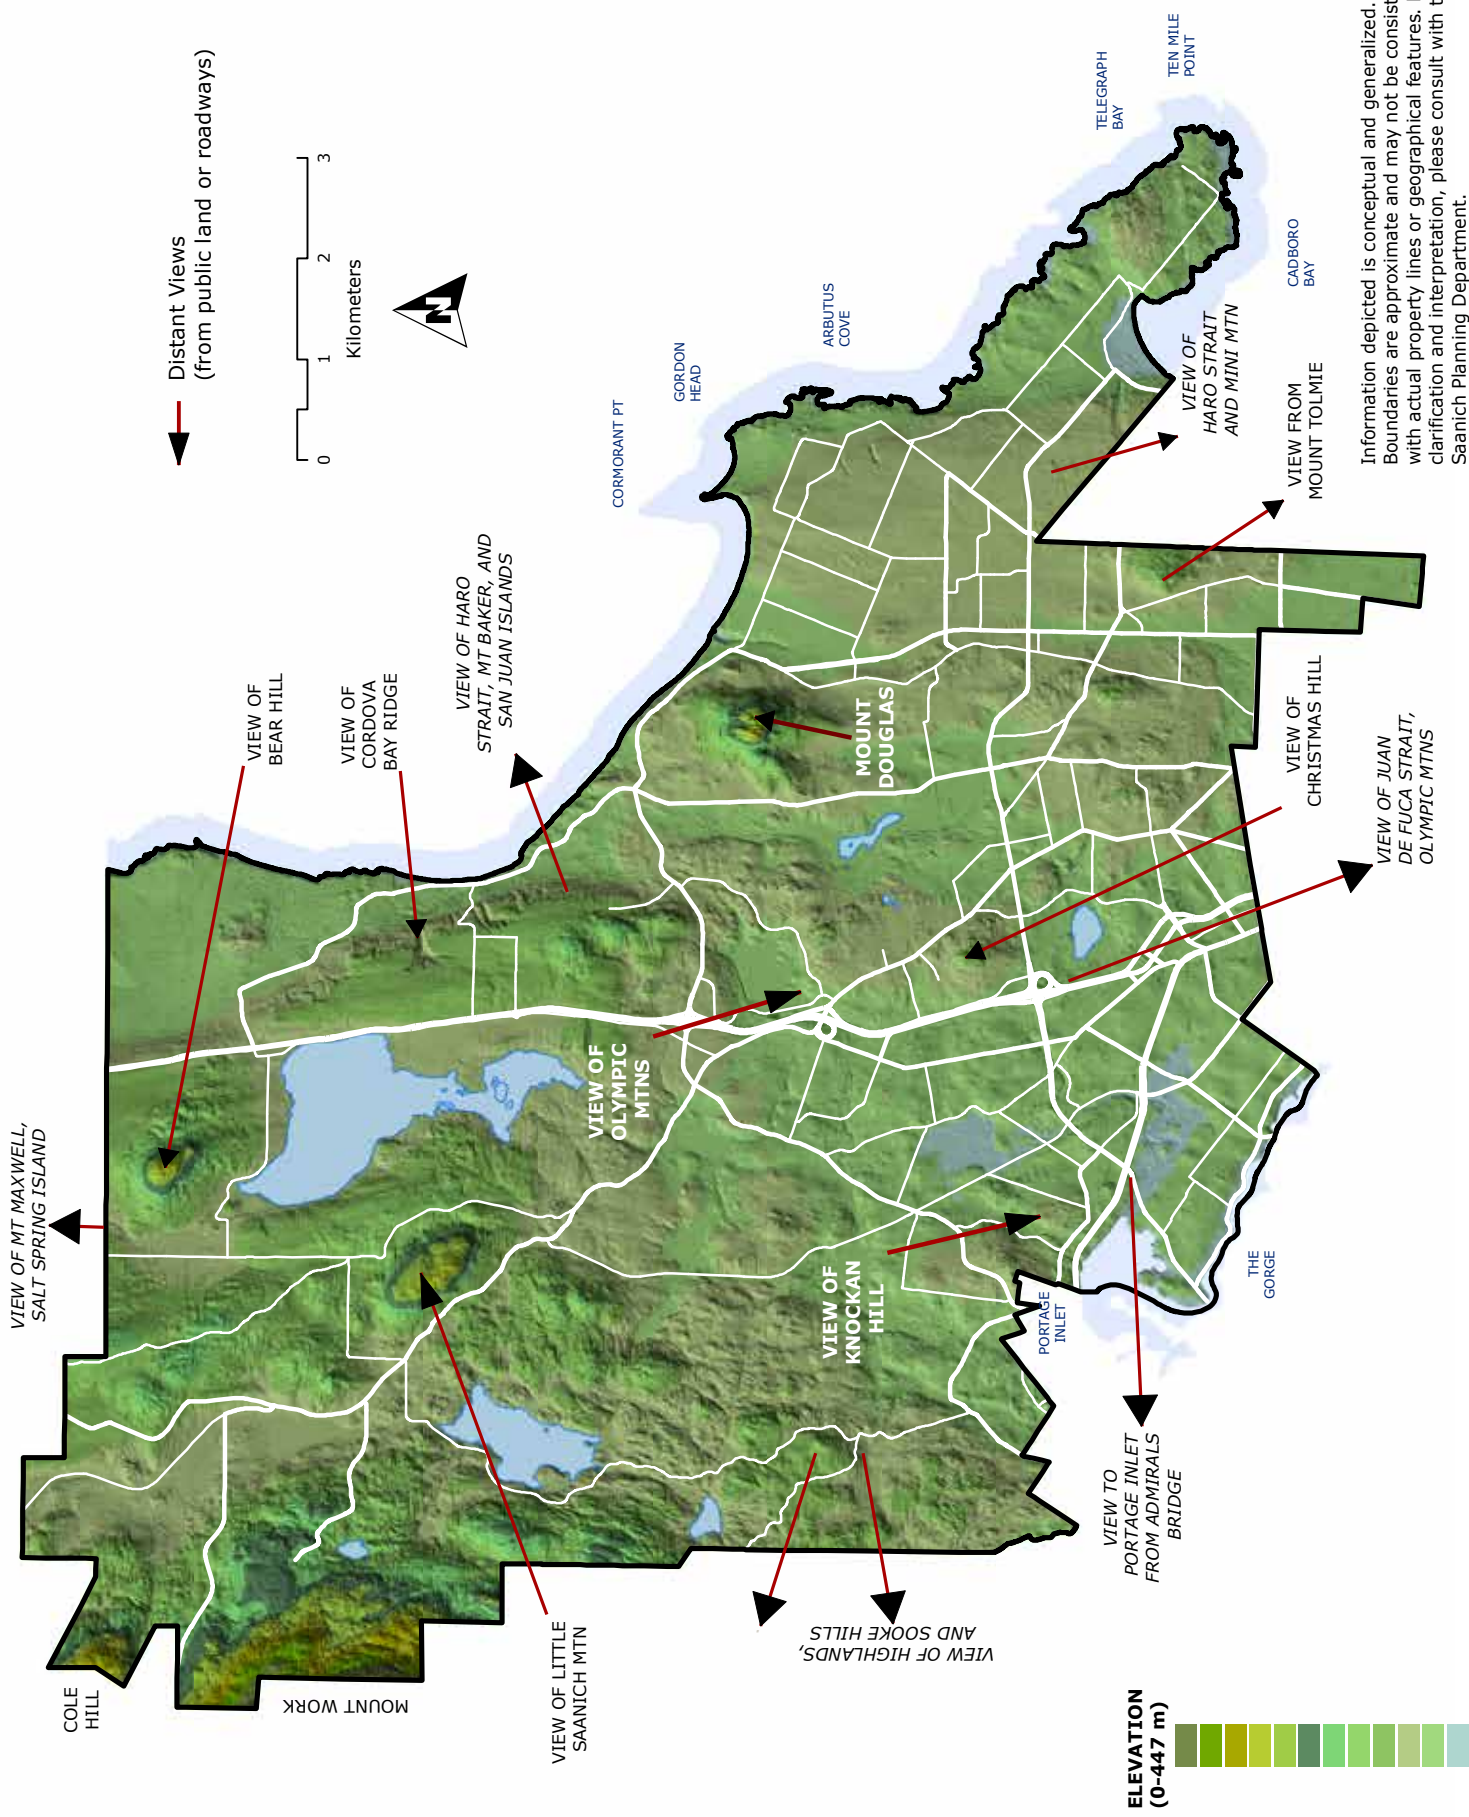 Distant Views
(from public land or roadways)
0
1
2
3
Kilometers
N
TEN MILE
POINT
TELEGRAPH
BAY
CADBORO
BAY
ARBUTUS
COVE
GORDON
HEAD
CORMORANT PT
VIEW OF
HARO STRAIT
AND MINI MTN
VIEW FROM
MOUNT TOLMIE
VIEW OF HARO
STRAIT, MT BAKER, AND
SAN JUAN ISLANDS
VIEW OF
CORDOVA
BAY RIDGE
VIEW OF
BEAR HILL
MOUNT
DOUGLAS
VIEW OF
CHRISTMAS HILL
VIEW OF JUAN
DE FUCA STRAIT,
OLYMPIC MTNS
VIEW OF
OLYMPIC
MTNS
VIEW OF MT MAXWELL,
SALT SPRING ISLAND
VIEW OF
KNOCKAN
HILL
THE
GORGE
PORTAGE
INLET
VIEW TO
PORTAGE INLET
FROM ADMIRALS
BRIDGE
VIEW OF HIGHLANDS,
AND SOOKE HILLS
VIEW OF LITTLE
SAANICH MTN
MOUNT WORK
COLE
HILL
ELEVATION
(0-447 m)
Information depicted is conceptual and generalized.
Boundaries are approximate and may not be consist
with actual property lines or geographical features.
clarification and interpretation, please consult with t
Saanich Planning Department.